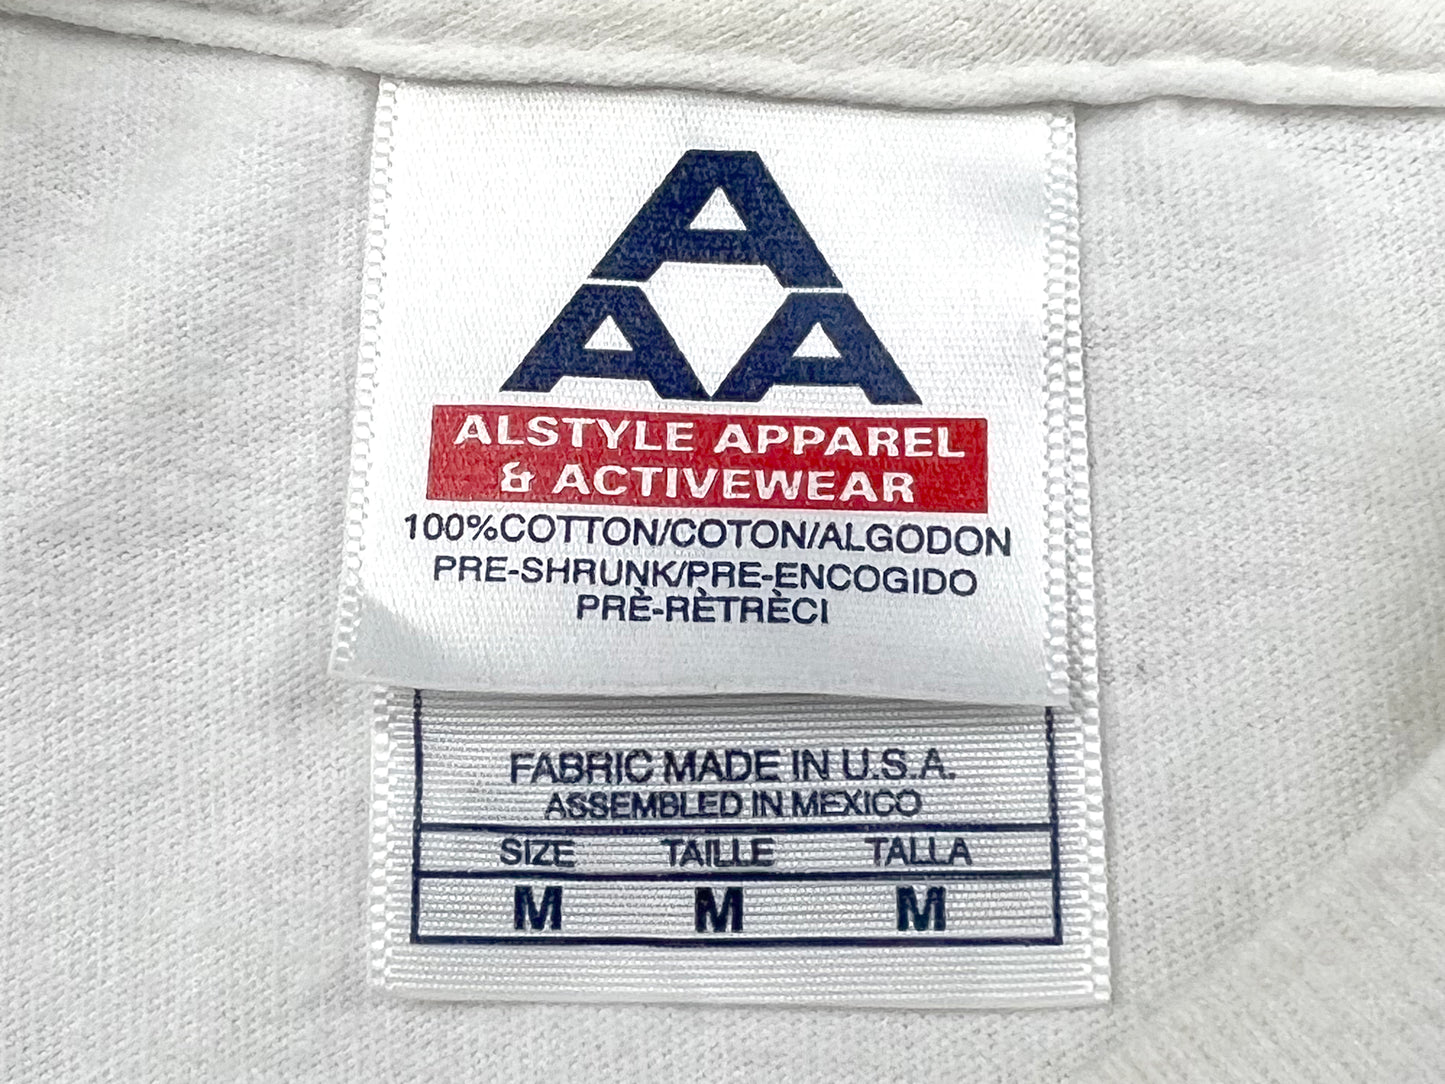 A
A A
ALSTYLE APPAREL
& ACTIVEWEAR
100%COTTON/COTON/ALGODON
PRE-SHRUNK/PRE-ENCOGIDO
PRÈ-RÈTRÈCI
FABRIC MADE IN U.S.A.
ASSEMBLED IN MEXICO
SIZE TAILLE TALLA
M M M